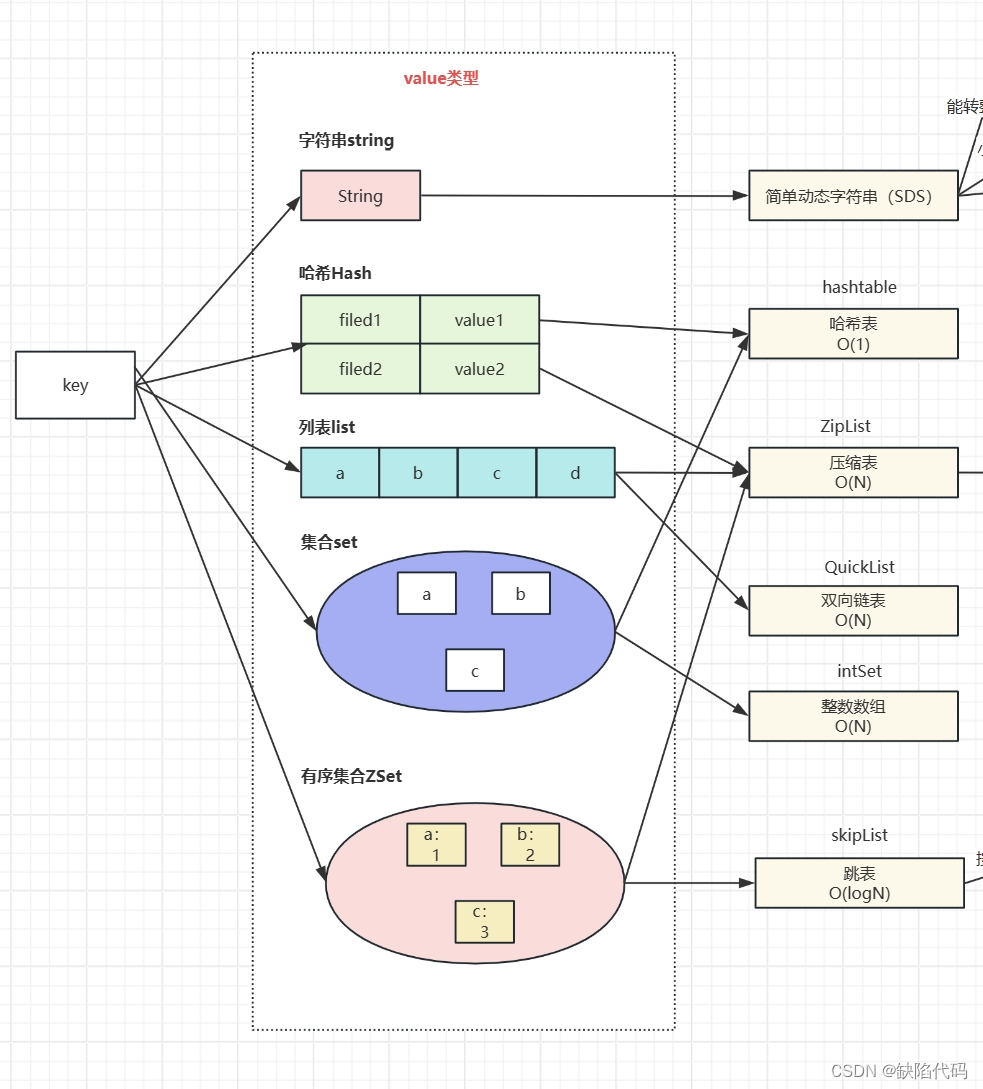 value类型
能转
字符串string
String
简单动态字符串（SDS）
哈希Hash
hashtable
filed1
value1
哈希表
O(1)
filed2
value2
key
列表list
ZipList
a
b
c
d
压缩表
O(N)
集合set
QuickList
a
b
双向链表
O(N)
c
intSet
整数数组
O(N)
有序集合ZSet
a:
1
b:
2
skipList
跳表
O(logN)
c:
3
CSDN @缺陷代码